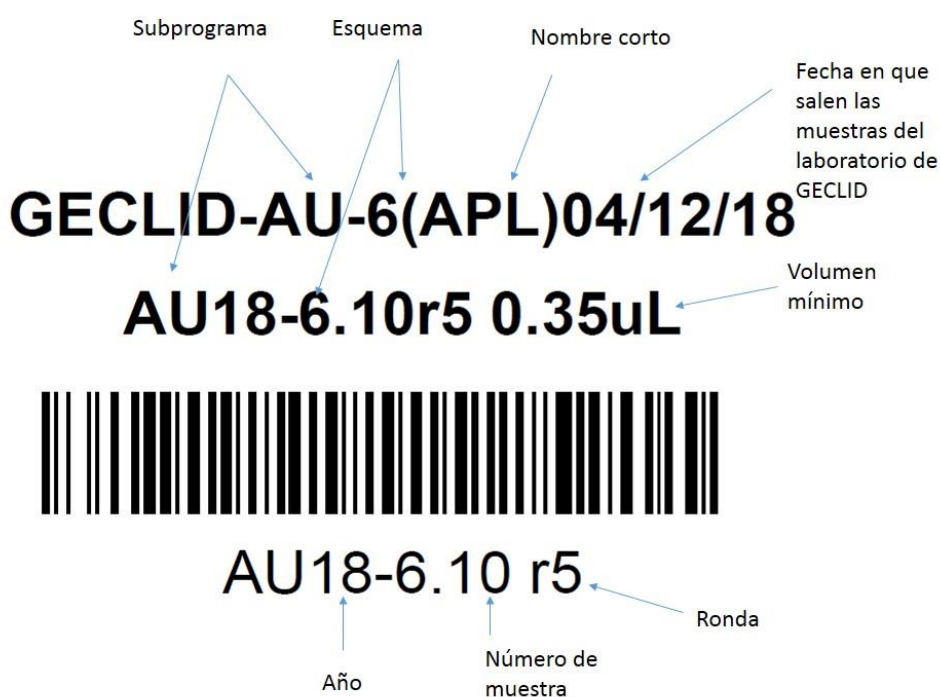 Subprograma
Esquema
Nombre corto
Fecha en que
salen las
muestras del
laboratorio de
GECLID
GECLID-AU-6(APL)04/12/18
Volumen
mínimo
AU18-6.10r5 0.35uL
AU18-6.10 r5
Ronda
Año
Número de
muestra